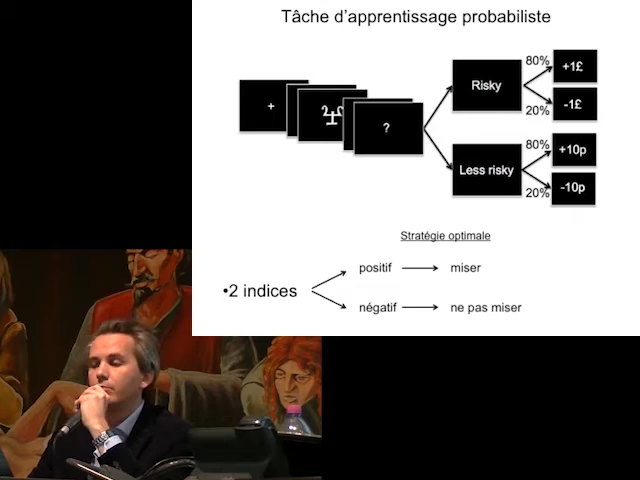 Tâche d'apprentissage probabiliste
+
?
Risky
80%
+1£
20%
-1£
Less risky
80%
+10p
20%
-10p
Stratégie optimale
•2 indices
positif
miser
négatif
ne pas miser